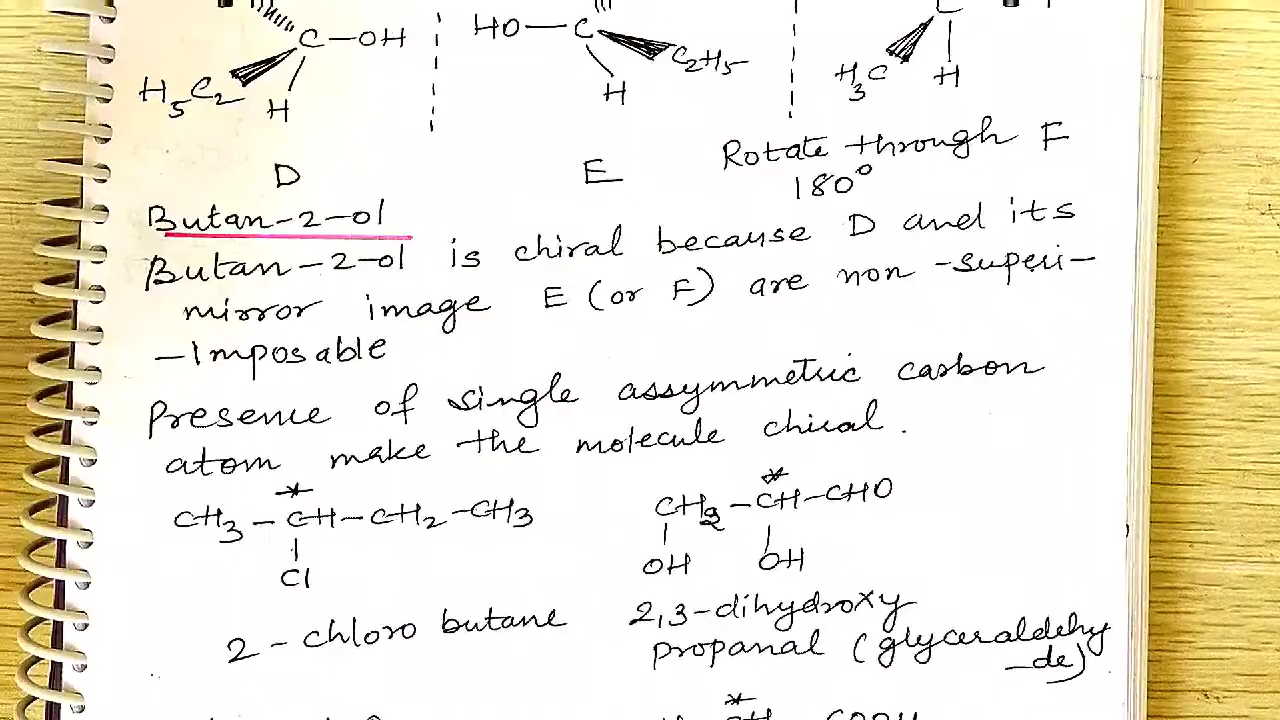 C-OH
HO-C
C
H5C2
H
C2H5
H
H3C
H
D
E
Rotate through F
180°
Butan-2-ol
Butan-2-ol is chiral because D and its
mirror image E (or F) are non-superi-
-Imposable
Presence of single assymmetric carbon
atom make the molecule chiral.
*
CH3-CH-CH2-CH3
Cl
*
CH2-CH-CHO
OH OH
2-chloro butane
2,3-dihydroxy
propanal (glyceraldehy
-de)
*
COOH